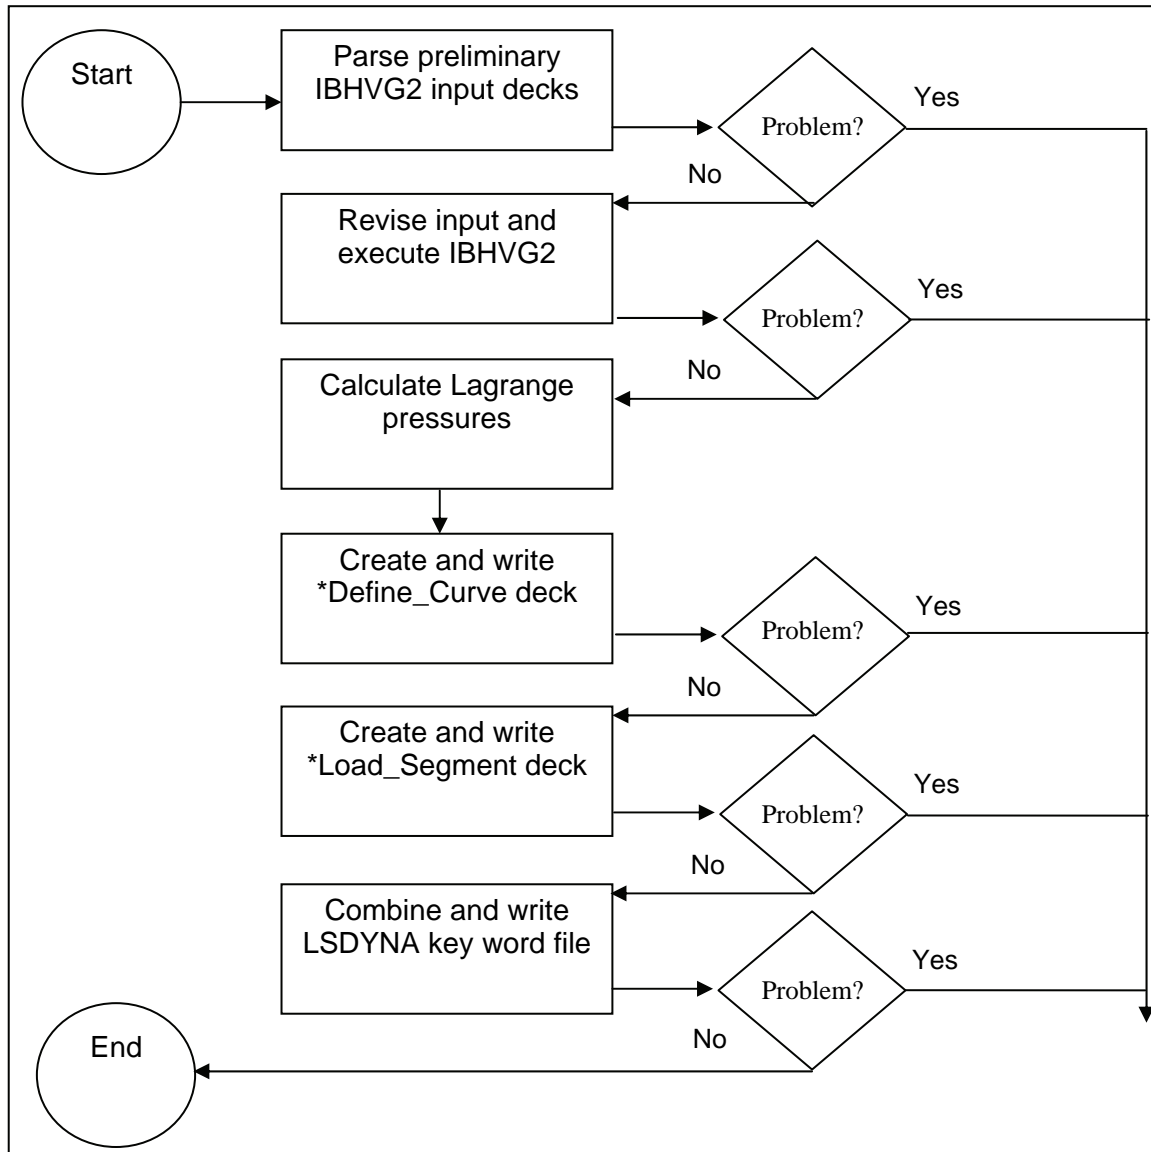 Start
Parse preliminary
IBHVG2 input decks
Problem?
Yes
No
Revise input and
execute IBHVG2
Problem?
Yes
No
Calculate Lagrange
pressures
Create and write
*Define_Curve deck
Problem?
Yes
No
Create and write
*Load_Segment deck
Problem?
Yes
No
Combine and write
LSDYNA key word file
Problem?
Yes
No
End